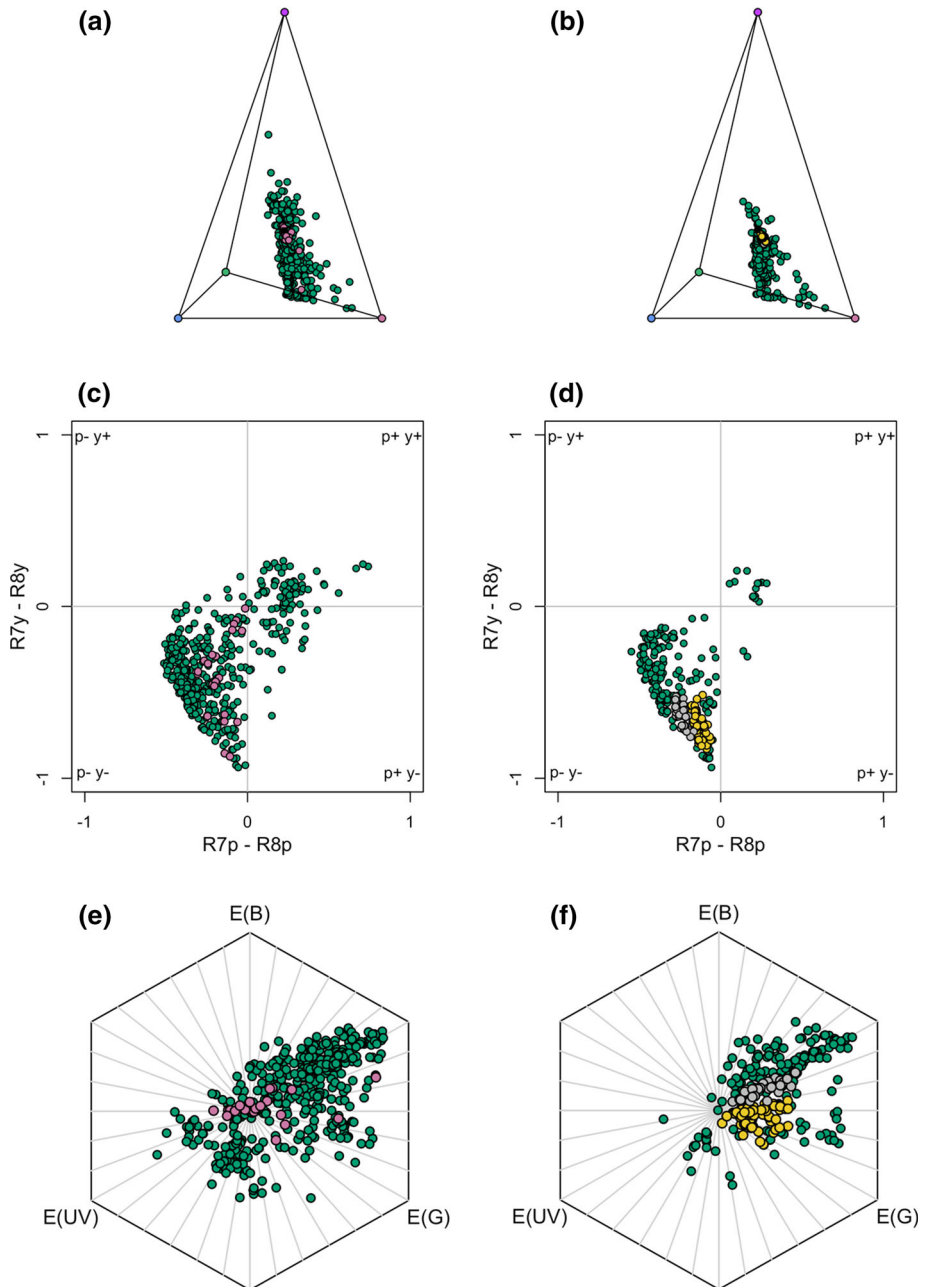 (a)
(b)
(c)
(d)
p- y+
p+ y+
p- y+
p+ y+
1
0
-1
R7y - R8y
1
0
-1
R7y - R8y
p- y-
p+ y-
p- y-
p+ y-
-1
0
1
-1
0
1
R7p - R8p
R7p - R8p
(e)
E(B)
(f)
E(B)
E(UV)
E(G)
E(UV)
E(G)